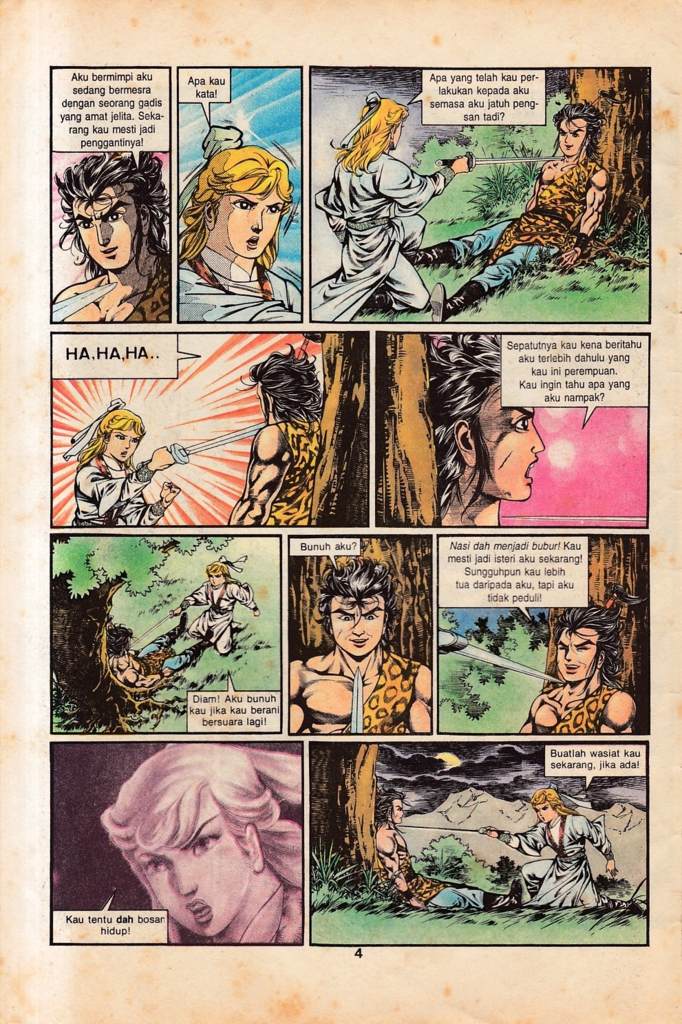 Aku bermimpi aku
sedang bermesra
dengan seorang gadis
yang amat jelita. Seka-
rang kau mesti jadi
penggantinya!
Apa kau
kata!
Apa yang telah kau per-
lakukan kepada aku
semasa aku jatuh peng-
san tadi?
HA,HA,HA..
Sepatutnya kau kena beritahu
aku terlebih dahulu yang
kau ini perempuan.
Kau ingin tahu apa yang
aku nampak?
Diam! Aku bunuh
kau jika kau berani
bersuara lagi!
Bunuh aku?
Nasi dah menjadi bubur! Kau
mesti jadi isteri aku sekarang!
Sungguhpun kau lebih
tua daripada aku, tapi aku
tidak peduli!
Kau tentu dah bosan
hidup!
Buatlah wasiat kau
sekarang, jika ada!
4